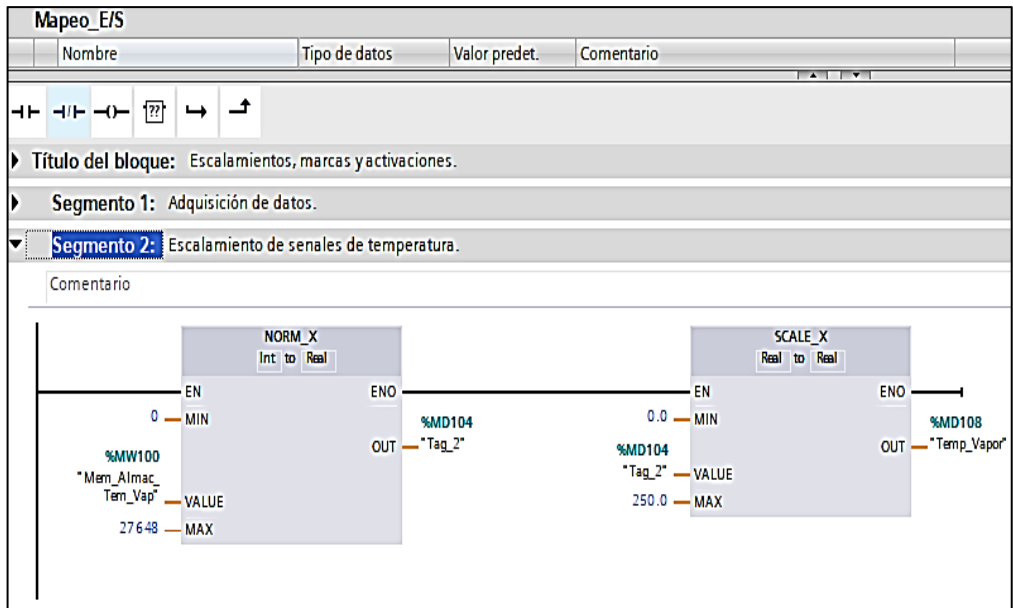 Mapeo_E/S
Nombre Tipo de datos Valor predet. Comentario
??
Título del bloque: Escalamientos, marcas y activaciones.
Segmento 1: Adquisición de datos.
Segmento 2: Escalamiento de senales de temperatura.
Comentario
NORM_X
Int to Real
EN ENO
0 MIN
%MD104
OUT "Tag_2"
%MW100
"Mem_Almac_
Tem_Vap" VALUE
27648 MAX
SCALE_X
Real to Real
EN ENO
0.0 MIN
%MD108
OUT "Temp_Vapor"
%MD104
"Tag_2" VALUE
250.0 MAX